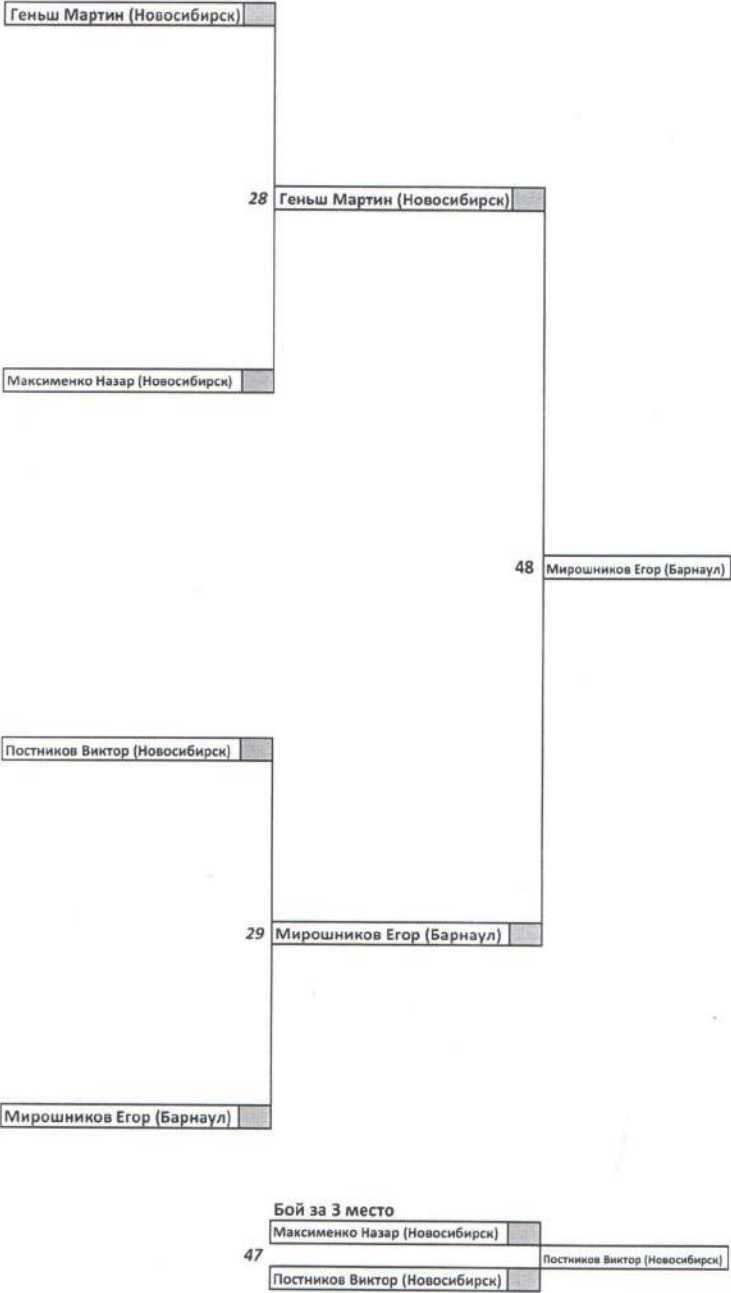 Геньш Мартин (Новосибирск)
28 Геньш Мартин (Новосибирск)
Максименко Назар (Новосибирск)
48 Мирошников Егор (Барнаул)
Постников Виктор (Новосибирск)
29 Мирошников Егор (Барнаул)
Мирошников Егор (Барнаул)
Бой за 3 место
Максименко Назар (Новосибирск)
47 Постников Виктор (Новосибирск)
Постников Виктор (Новосибирск)